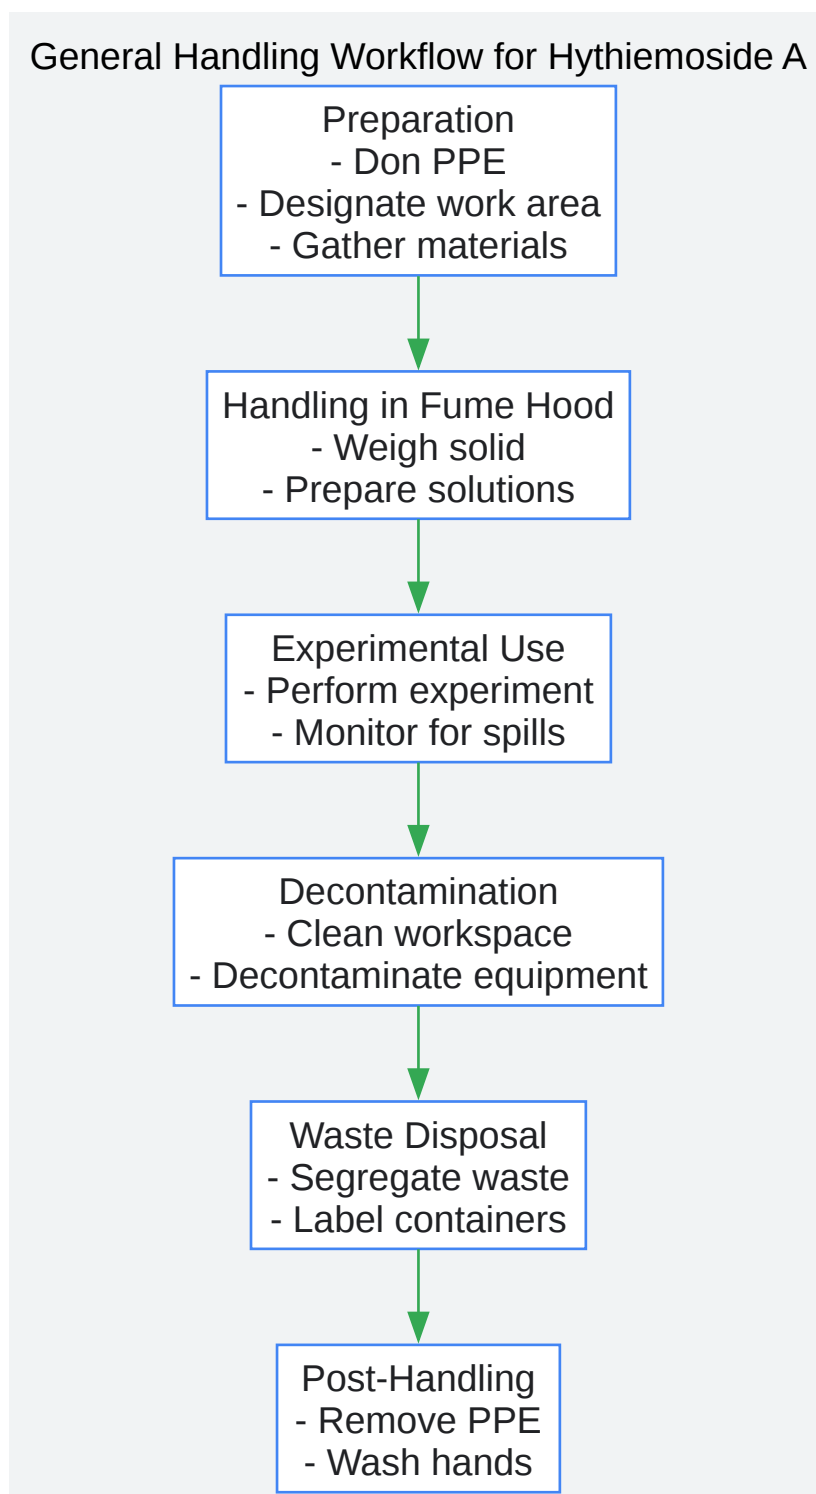 General Handling Workflow for Hythiemoside A
Preparation
- Don PPE
- Designate work area
- Gather materials
Handling in Fume Hood
- Weigh solid
- Prepare solutions
Experimental Use
- Perform experiment
- Monitor for spills
Decontamination
- Clean workspace
- Decontaminate equipment
Waste Disposal
- Segregate waste
- Label containers
Post-Handling
- Remove PPE
- Wash hands